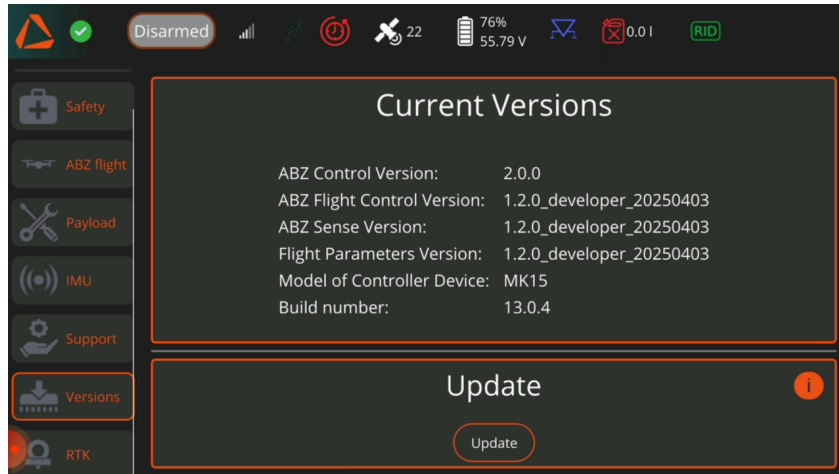 Disarmed
22
76%
55.79 V
0.0 l
RID
Safety
ABZ flight
Payload
IMU
Support
Versions
RTK
Current Versions
ABZ Control Version: 2.0.0
ABZ Flight Control Version: 1.2.0_developer_20250403
ABZ Sense Version: 1.2.0_developer_20250403
Flight Parameters Version: 1.2.0_developer_20250403
Model of Controller Device: MK15
Build number: 13.0.4
Update
i
Update